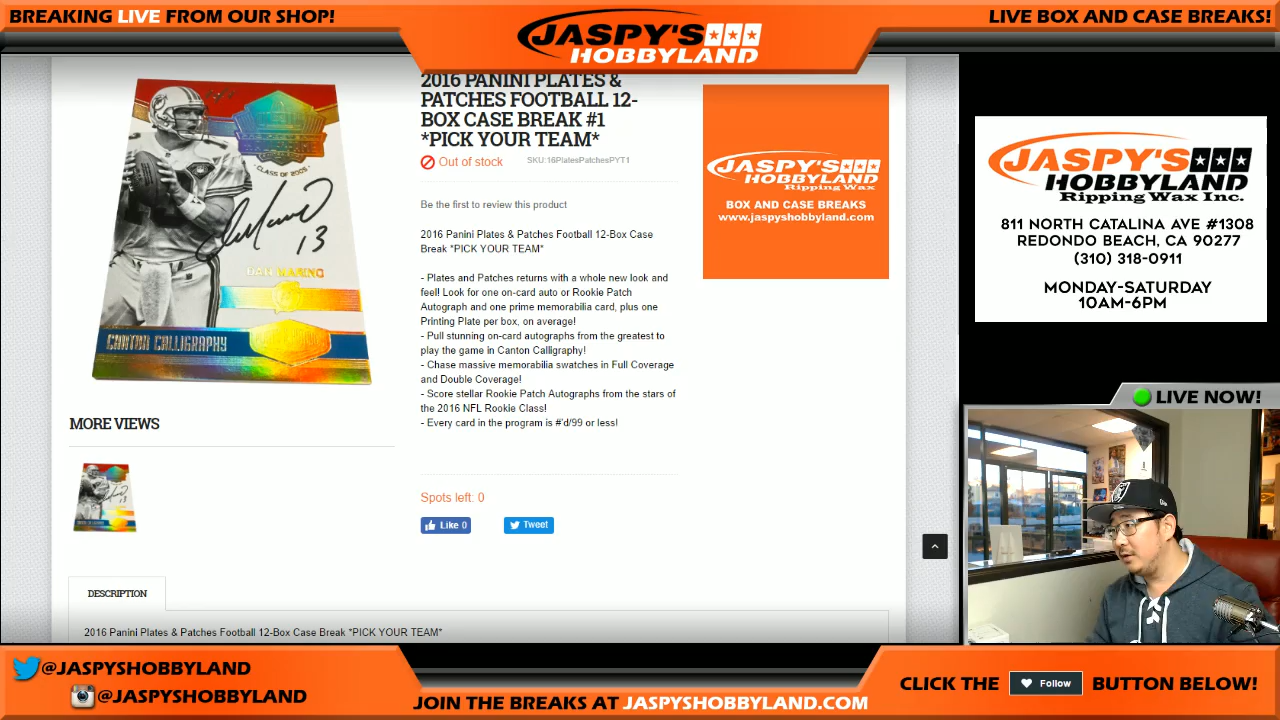 BREAKING LIVE FROM OUR SHOP!
JASPY'S
HOBBYLAND
LIVE BOX AND CASE BREAKS!
2016 PANINI PLATES &
PATCHES FOOTBALL 12-
BOX CASE BREAK #1
*PICK YOUR TEAM*
Out of stock
SKU:16PlatesPatchesPYT1
Be the first to review this product
2016 Panini Plates & Patches Football 12-Box Case
Break *PICK YOUR TEAM*
- Plates and Patches returns with a whole new look and
feel! Look for one on-card auto or Rookie Patch
Autograph and one prime memorabilia card, plus one
Printing Plate per box, on average!
- Pull stunning on-card autographs from the greatest to
play the game in Canton Calligraphy!
- Chase massive memorabilia swatches in Full Coverage
and Double Coverage!
- Score stellar Rookie Patch Autographs from the stars of
the 2016 NFL Rookie Class!
- Every card in the program is #'d/99 or less!
Spots left: 0
Like 0
Tweet
CLASS OF 2005
13
DAN MARINO
CANTON CALLIGRAPHY
MORE VIEWS
DESCRIPTION
2016 Panini Plates & Patches Football 12-Box Case Break *PICK YOUR TEAM*
JASPY'S
HOBBYLAND
Ripping Wax
BOX AND CASE BREAKS
www.jaspyshobbyland.com
JASPY'S
HOBBYLAND
Ripping Wax Inc.
811 NORTH CATALINA AVE #1308
REDONDO BEACH, CA 90277
(310) 318-0911
MONDAY-SATURDAY
10AM-6PM
LIVE NOW!
@JASPYSHOBBYLAND
@JASPYSHOBBYLAND
JOIN THE BREAKS AT JASPYSHOBBYLAND.COM
CLICK THE Follow BUTTON BELOW!